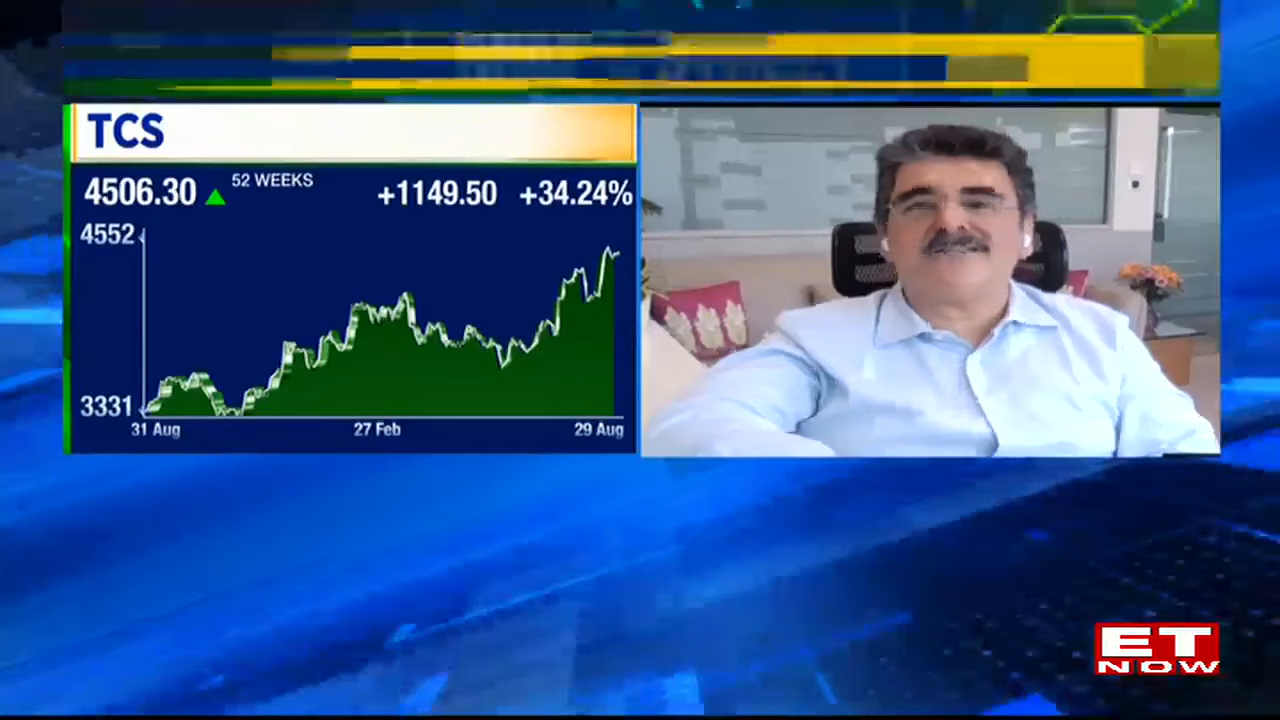 TCS
4506.30 ▲ 52 WEEKS +1149.50 +34.24%
4552
3331
31 Aug 27 Feb 29 Aug
ET
NOW